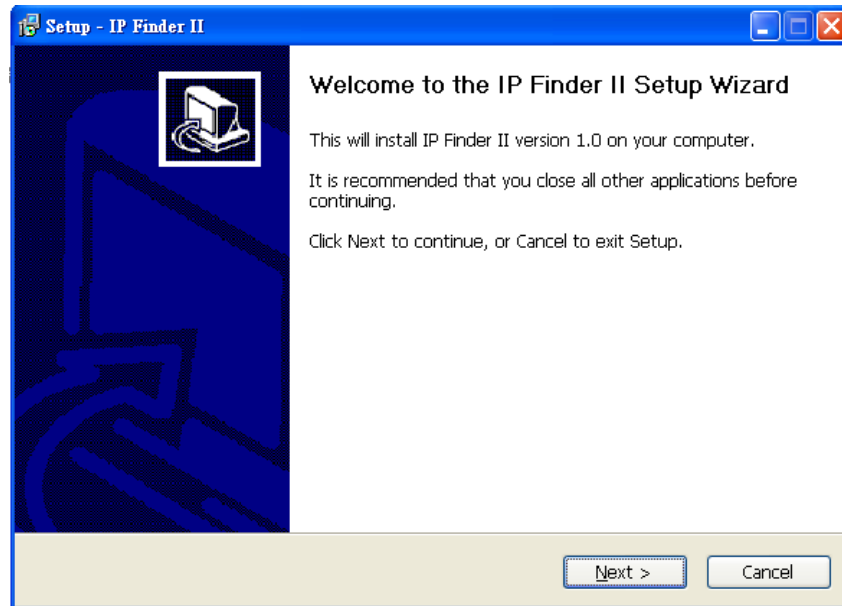 Setup - IP Finder II
Welcome to the IP Finder II Setup Wizard
This will install IP Finder II version 1.0 on your computer.
It is recommended that you close all other applications before
continuing.
Click Next to continue, or Cancel to exit Setup.
Next >
Cancel